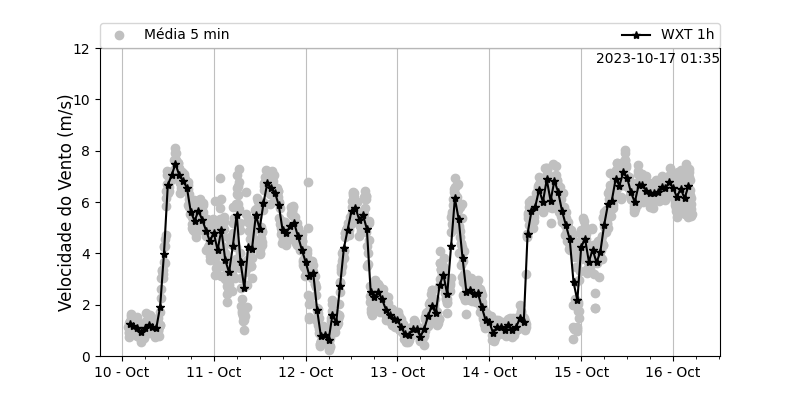 Média 5 min
WXT 1h
2023-10-17 01:35
Velocidade do Vento (m/s)
12
10
8
6
4
2
0
10 - Oct
11 - Oct
12 - Oct
13 - Oct
14 - Oct
15 - Oct
16 - Oct